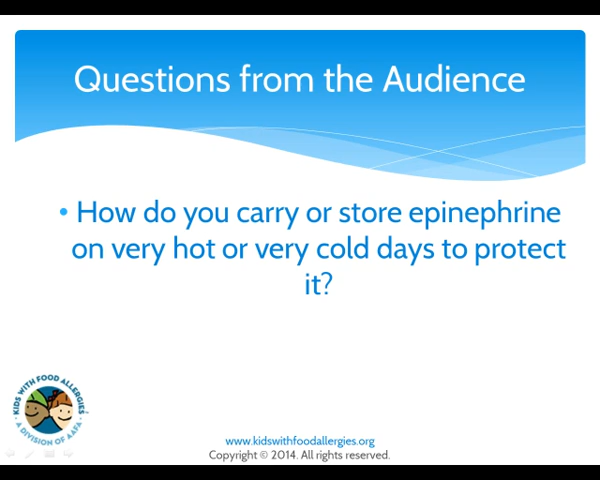 Questions from the Audience
• How do you carry or store epinephrine
on very hot or very cold days to protect
it?
KIDS WITH FOOD ALLERGIES
· A DIVISION OF AAFA ·
www.kidswithfoodallergies.org
Copyright © 2014. All rights reserved.